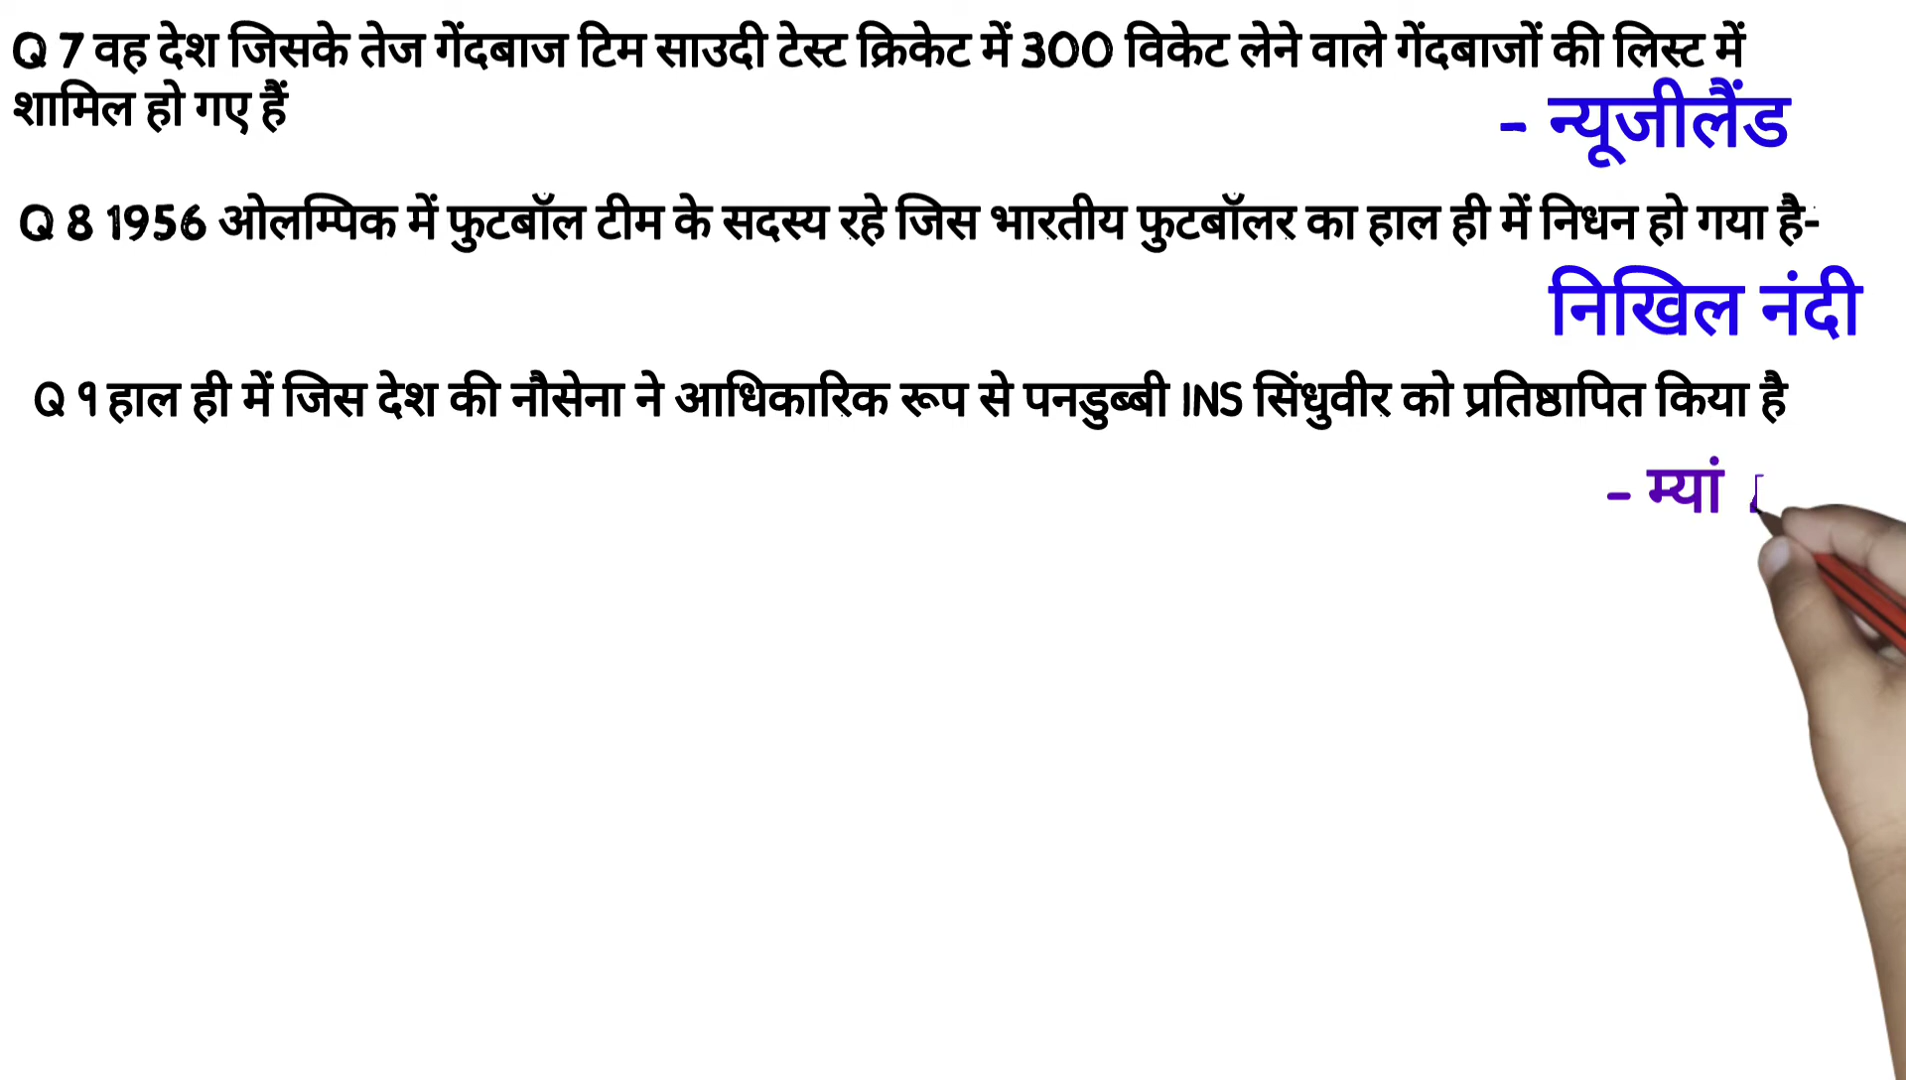 Q 7 वह देश जिसके तेज गेंदबाज टिम साउदी टेस्ट क्रिकेट में 300 विकेट लेने वाले गेंदबाजों की लिस्ट में
शामिल हो गए हैं
- न्यूजीलैंड
Q 8 1956 ओलम्पिक में फुटबॉल टीम के सदस्य रहे जिस भारतीय फुटबॉलर का हाल ही में निधन हो गया है-
निखिल नंदी
Q 9 हाल ही में जिस देश की नौसेना ने आधिकारिक रूप से पनडुब्बी INS सिंधुवीर को प्रतिष्ठापित किया है
- म्यां